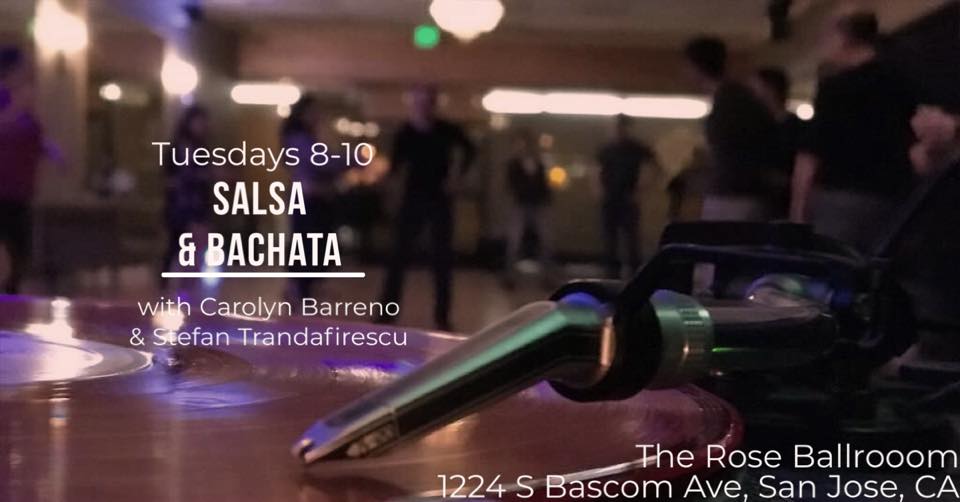 Tuesdays 8-10
SALSA
& BACHATA
with Carolyn Barreno
& Stefan Trandafirescu
The Rose Ballrooom
1224 S Bascom Ave, San Jose, CA